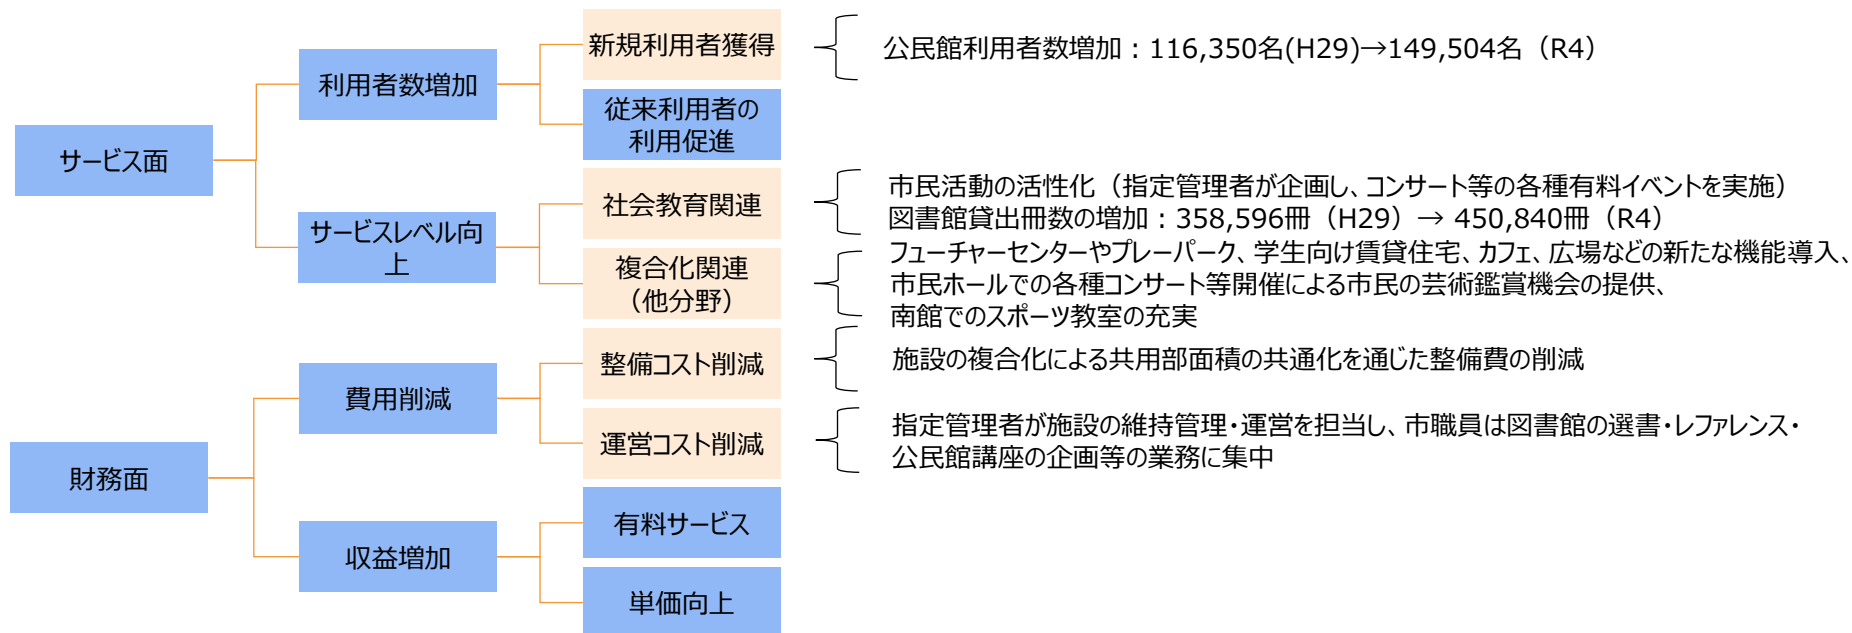 サービス面
利用者数増加
新規利用者獲得
公民館利用者数増加：116,350名(H29)→149,504名（R4）
従来利用者の
利用促進
サービスレベル向
上
社会教育関連
市民活動の活性化（指定管理者が企画し、コンサート等の各種有料イベントを実施）
図書館貸出冊数の増加：358,596冊（H29）→ 450,840冊（R4）
複合化関連
（他分野）
フューチャーセンターやプレーパーク、学生向け賃貸住宅、カフェ、広場などの新たな機能導入、
市民ホールでの各種コンサート等開催による市民の芸術鑑賞機会の提供、
南館でのスポーツ教室の充実
財務面
費用削減
整備コスト削減
施設の複合化による共用部面積の共通化を通じた整備費の削減
運営コスト削減
指定管理者が施設の維持管理・運営を担当し、市職員は図書館の選書・レファレンス・
公民館講座の企画等の業務に集中
収益増加
有料サービス
単価向上